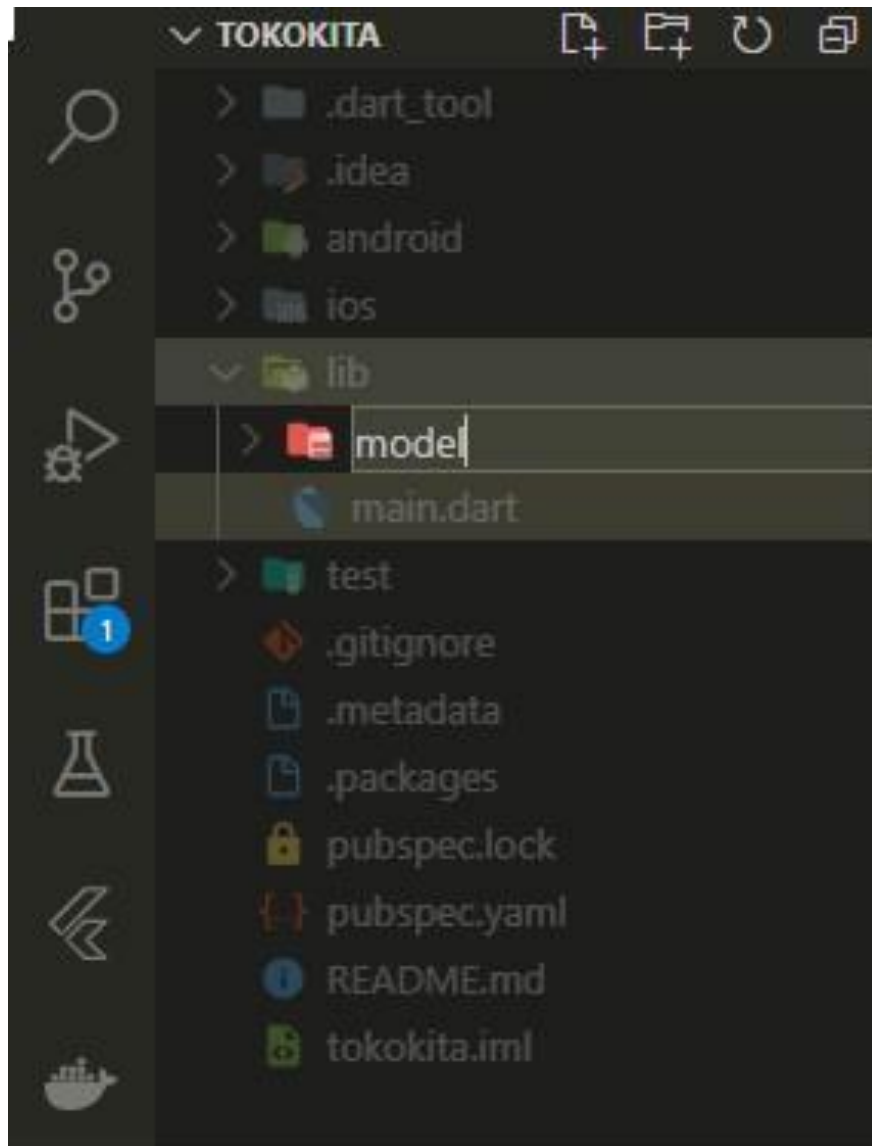 TOKOKITA
.dart_tool
.idea
android
ios
lib
model
main.dart
test
.gitignore
.metadata
.packages
pubspec.lock
pubspec.yaml
README.md
tokokita.iml
1